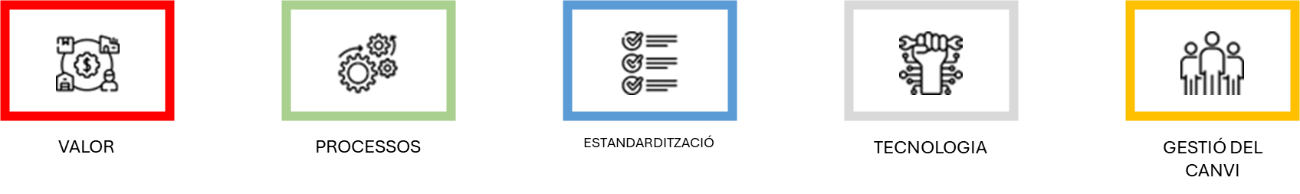 VALOR
PROCESSOS
ESTANDARDITZACIÓ
TECNOLOGIA
GESTIÓ DEL
CANVI